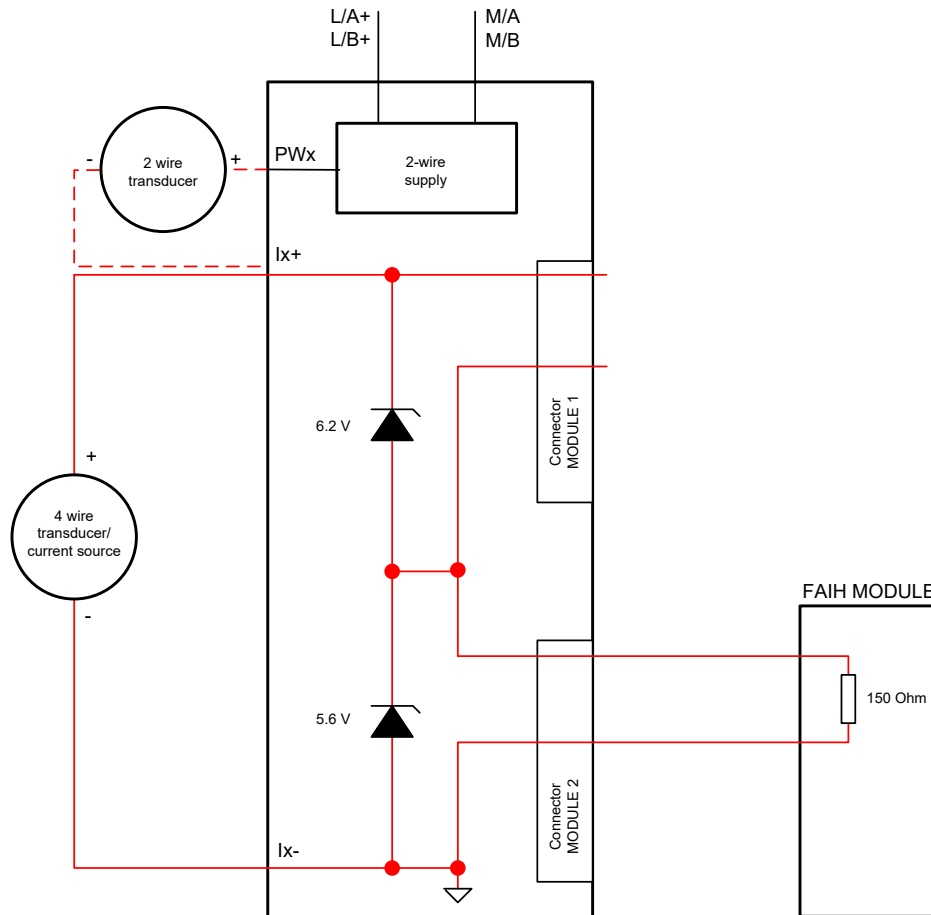 L/A+
L/B+
M/A
M/B
2 wire
transducer
-
+
PWx
2-wire
supply
Ix+
6.2 V
Connector
MODULE 1
+
4 wire
transducer/
current source
-
FAIH MODULE
150 Ohm
5.6 V
Connector
MODULE 2
Ix-